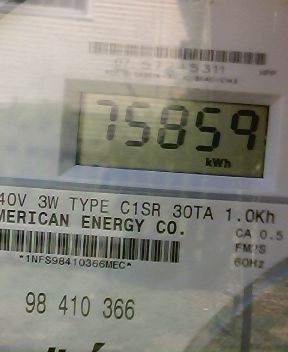 75859
kWh
40V 3W TYPE C1SR 30TA 1.0Kh
MERICAN ENERGY CO.
CA 0.5
*1NFS98410366MEC*
60Hz
98 410 366